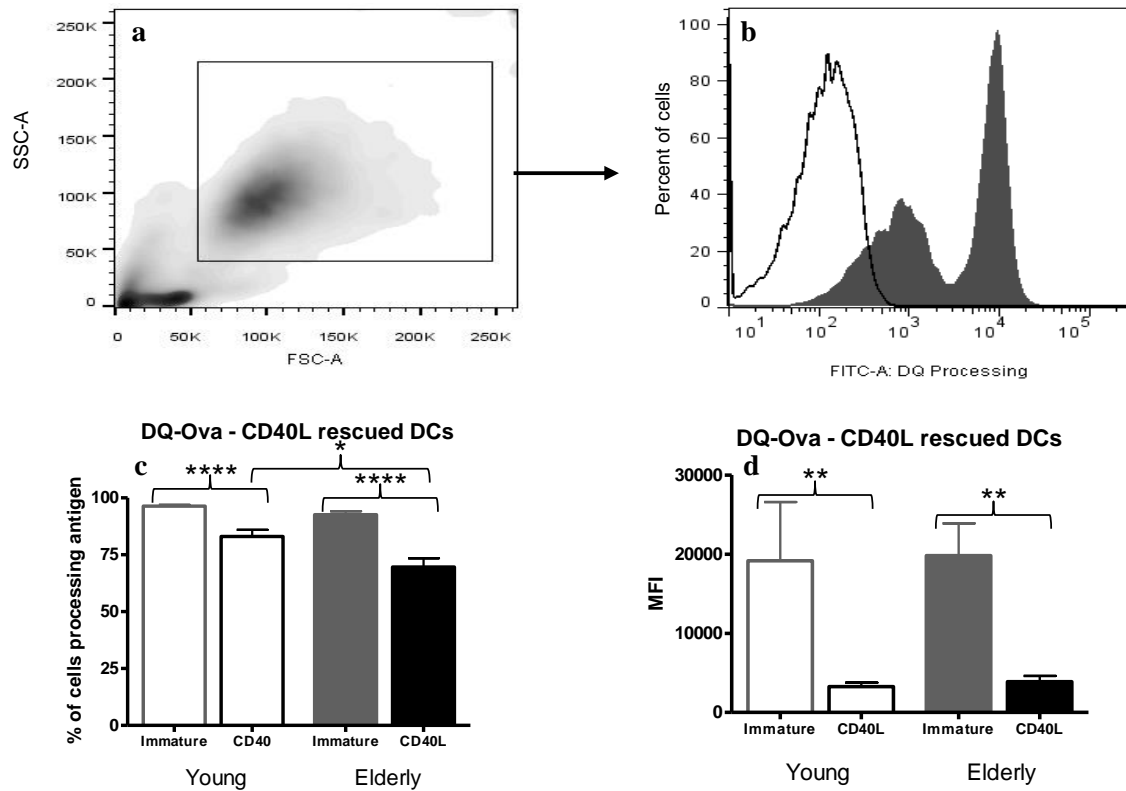 a
SSC-A
250K
200K
150K
100K
50K
0
0 50K 100K 150K 200K 250K
FSC-A
b
Percent of cells
100
80
60
40
20
0
10^1 10^2 10^3 10^4 10^5
FITC-A: DQ Processing
DQ-Ova - CD40L rescued DCs
c
% of cells processing antigen
100
75
50
25
0
****
*
****
Immature CD40 Immature CD40L
Young Elderly
DQ-Ova - CD40L rescued DCs
d
MFI
30000
20000
10000
0
**
**
Immature CD40L Immature CD40L
Young Elderly